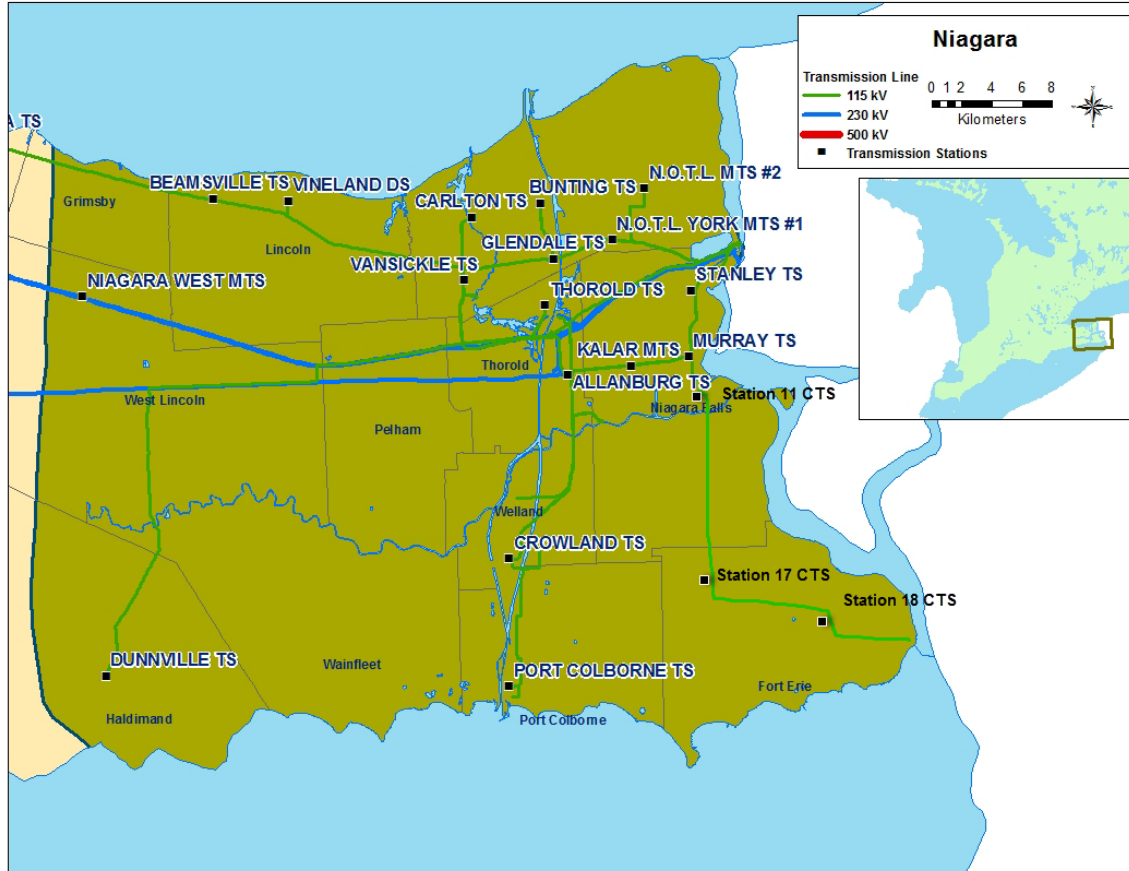 Niagara
Transmission Line
115 kV
230 kV
500 kV
Transmission Stations
0 1 2 4 6 8
Kilometers
A TS
BEAMSVILLE TS
VINELAND DS
Grimsby
Lincoln
CARLTON TS
BUNTING TS
N.O.T.L. MTS #2
N.O.T.L. YORK MTS #1
GLENDALE TS
VANSICKLE TS
NIAGARA WEST MTS
STANLEY TS
THOROLD TS
MURRAY TS
KALAR MTS
Thorold
ALLANBURG TS
Station 11 CTS
Niagara Falls
West Lincoln
Pelham
Welland
CROWLAND TS
Station 17 CTS
Station 18 CTS
DUNNVILLE TS
Wainfleet
PORT COLBORNE TS
Fort Erie
Haldimand
Port Colborne